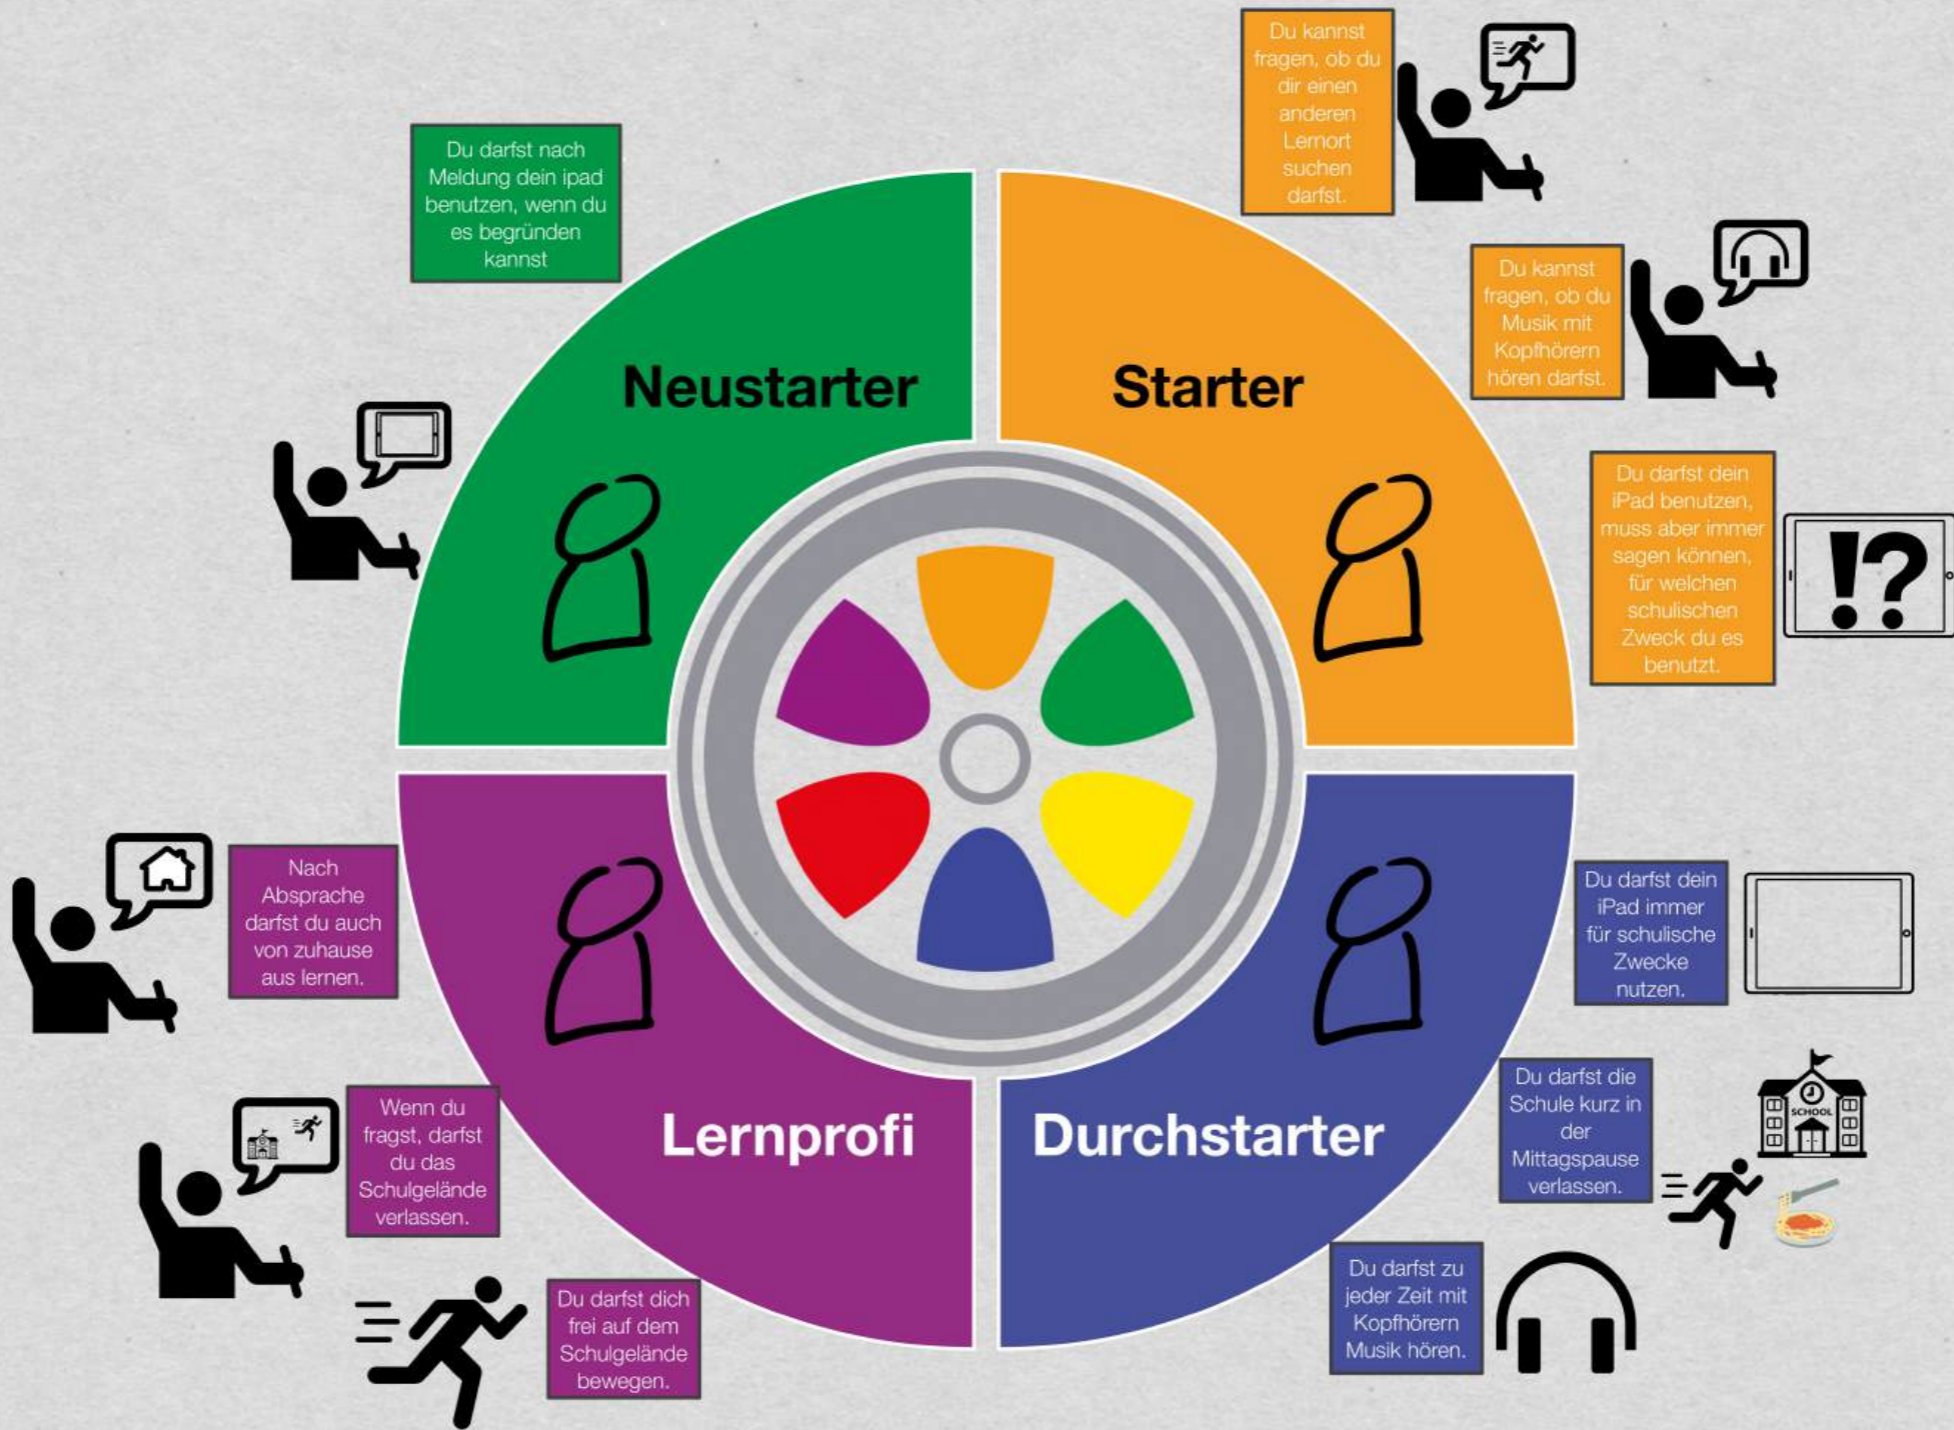 Du darfst nach
Meldung dein ipad
benutzen, wenn du
es begründen
kannst
Neustarter
Du kannst
fragen, ob du
dir einen
anderen
Lernort
suchen
darfst.
Du kannst
fragen, ob du
Musik mit
Kopfhörern
hören darfst.
Du darfst dein
iPad benutzen,
muss aber immer
sagen können,
für welchen
schulischen
Zweck du es
benutzt.
!?
Starter
Nach
Absprache
darfst du auch
von zuhause
aus lernen.
Wenn du
fragst, darfst
du das
Schulgelände
verlassen.
Du darfst dich
frei auf dem
Schulgelände
bewegen.
Lernprofi
Durchstarter
Du darfst dein
iPad immer
für schulische
Zwecke
nutzen.
Du darfst die
Schule kurz in
der
Mittagspause
verlassen.
SCHOOL
Du darfst zu
jeder Zeit mit
Kopfhörern
Musik hören.